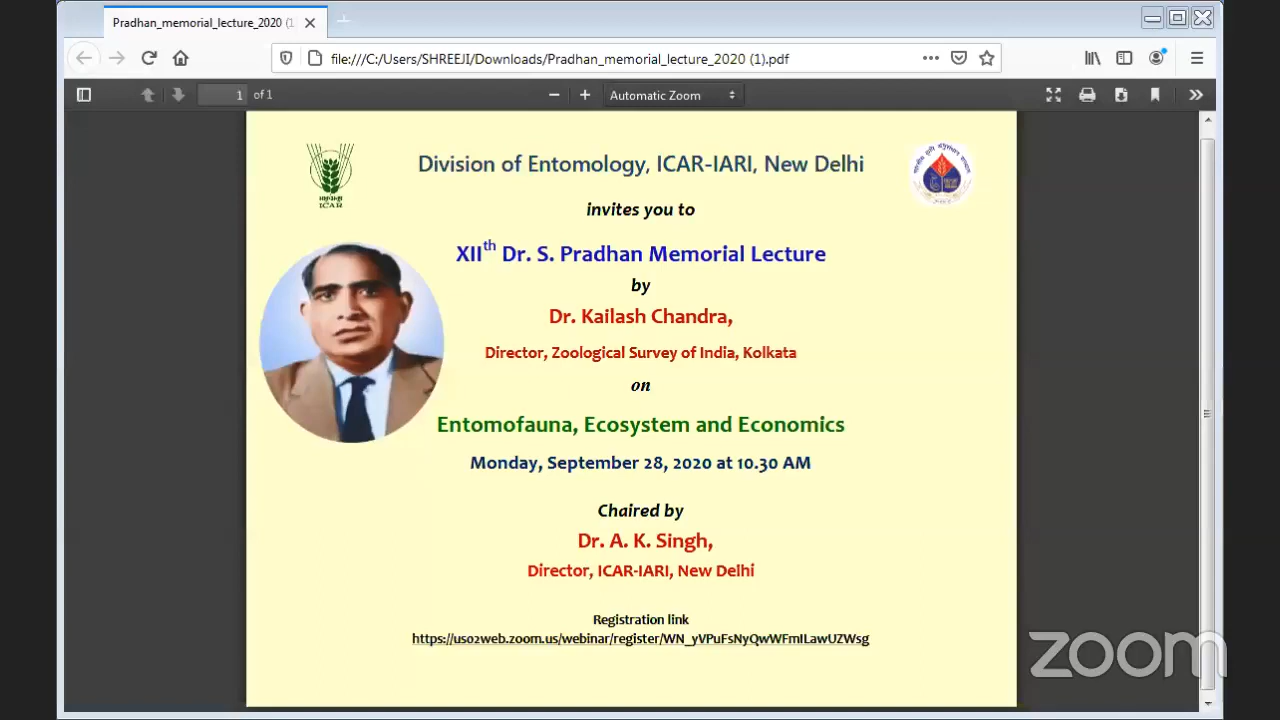 Pradhan_memorial_lecture_2020 (1
file:///C:/Users/SHREEJI/Downloads/Pradhan_memorial_lecture_2020 (1).pdf
1 of 1
Automatic Zoom
Division of Entomology, ICAR-IARI, New Delhi
ICAR
invites you to
XIIth Dr. S. Pradhan Memorial Lecture
by
Dr. Kailash Chandra,
Director, Zoological Survey of India, Kolkata
on
Entomofauna, Ecosystem and Economics
Monday, September 28, 2020 at 10.30 AM
Chaired by
Dr. A. K. Singh,
Director, ICAR-IARI, New Delhi
Registration link
https://us02web.zoom.us/webinar/register/WN_yVPuFsNyQwWFmILawUZWsg
zoom